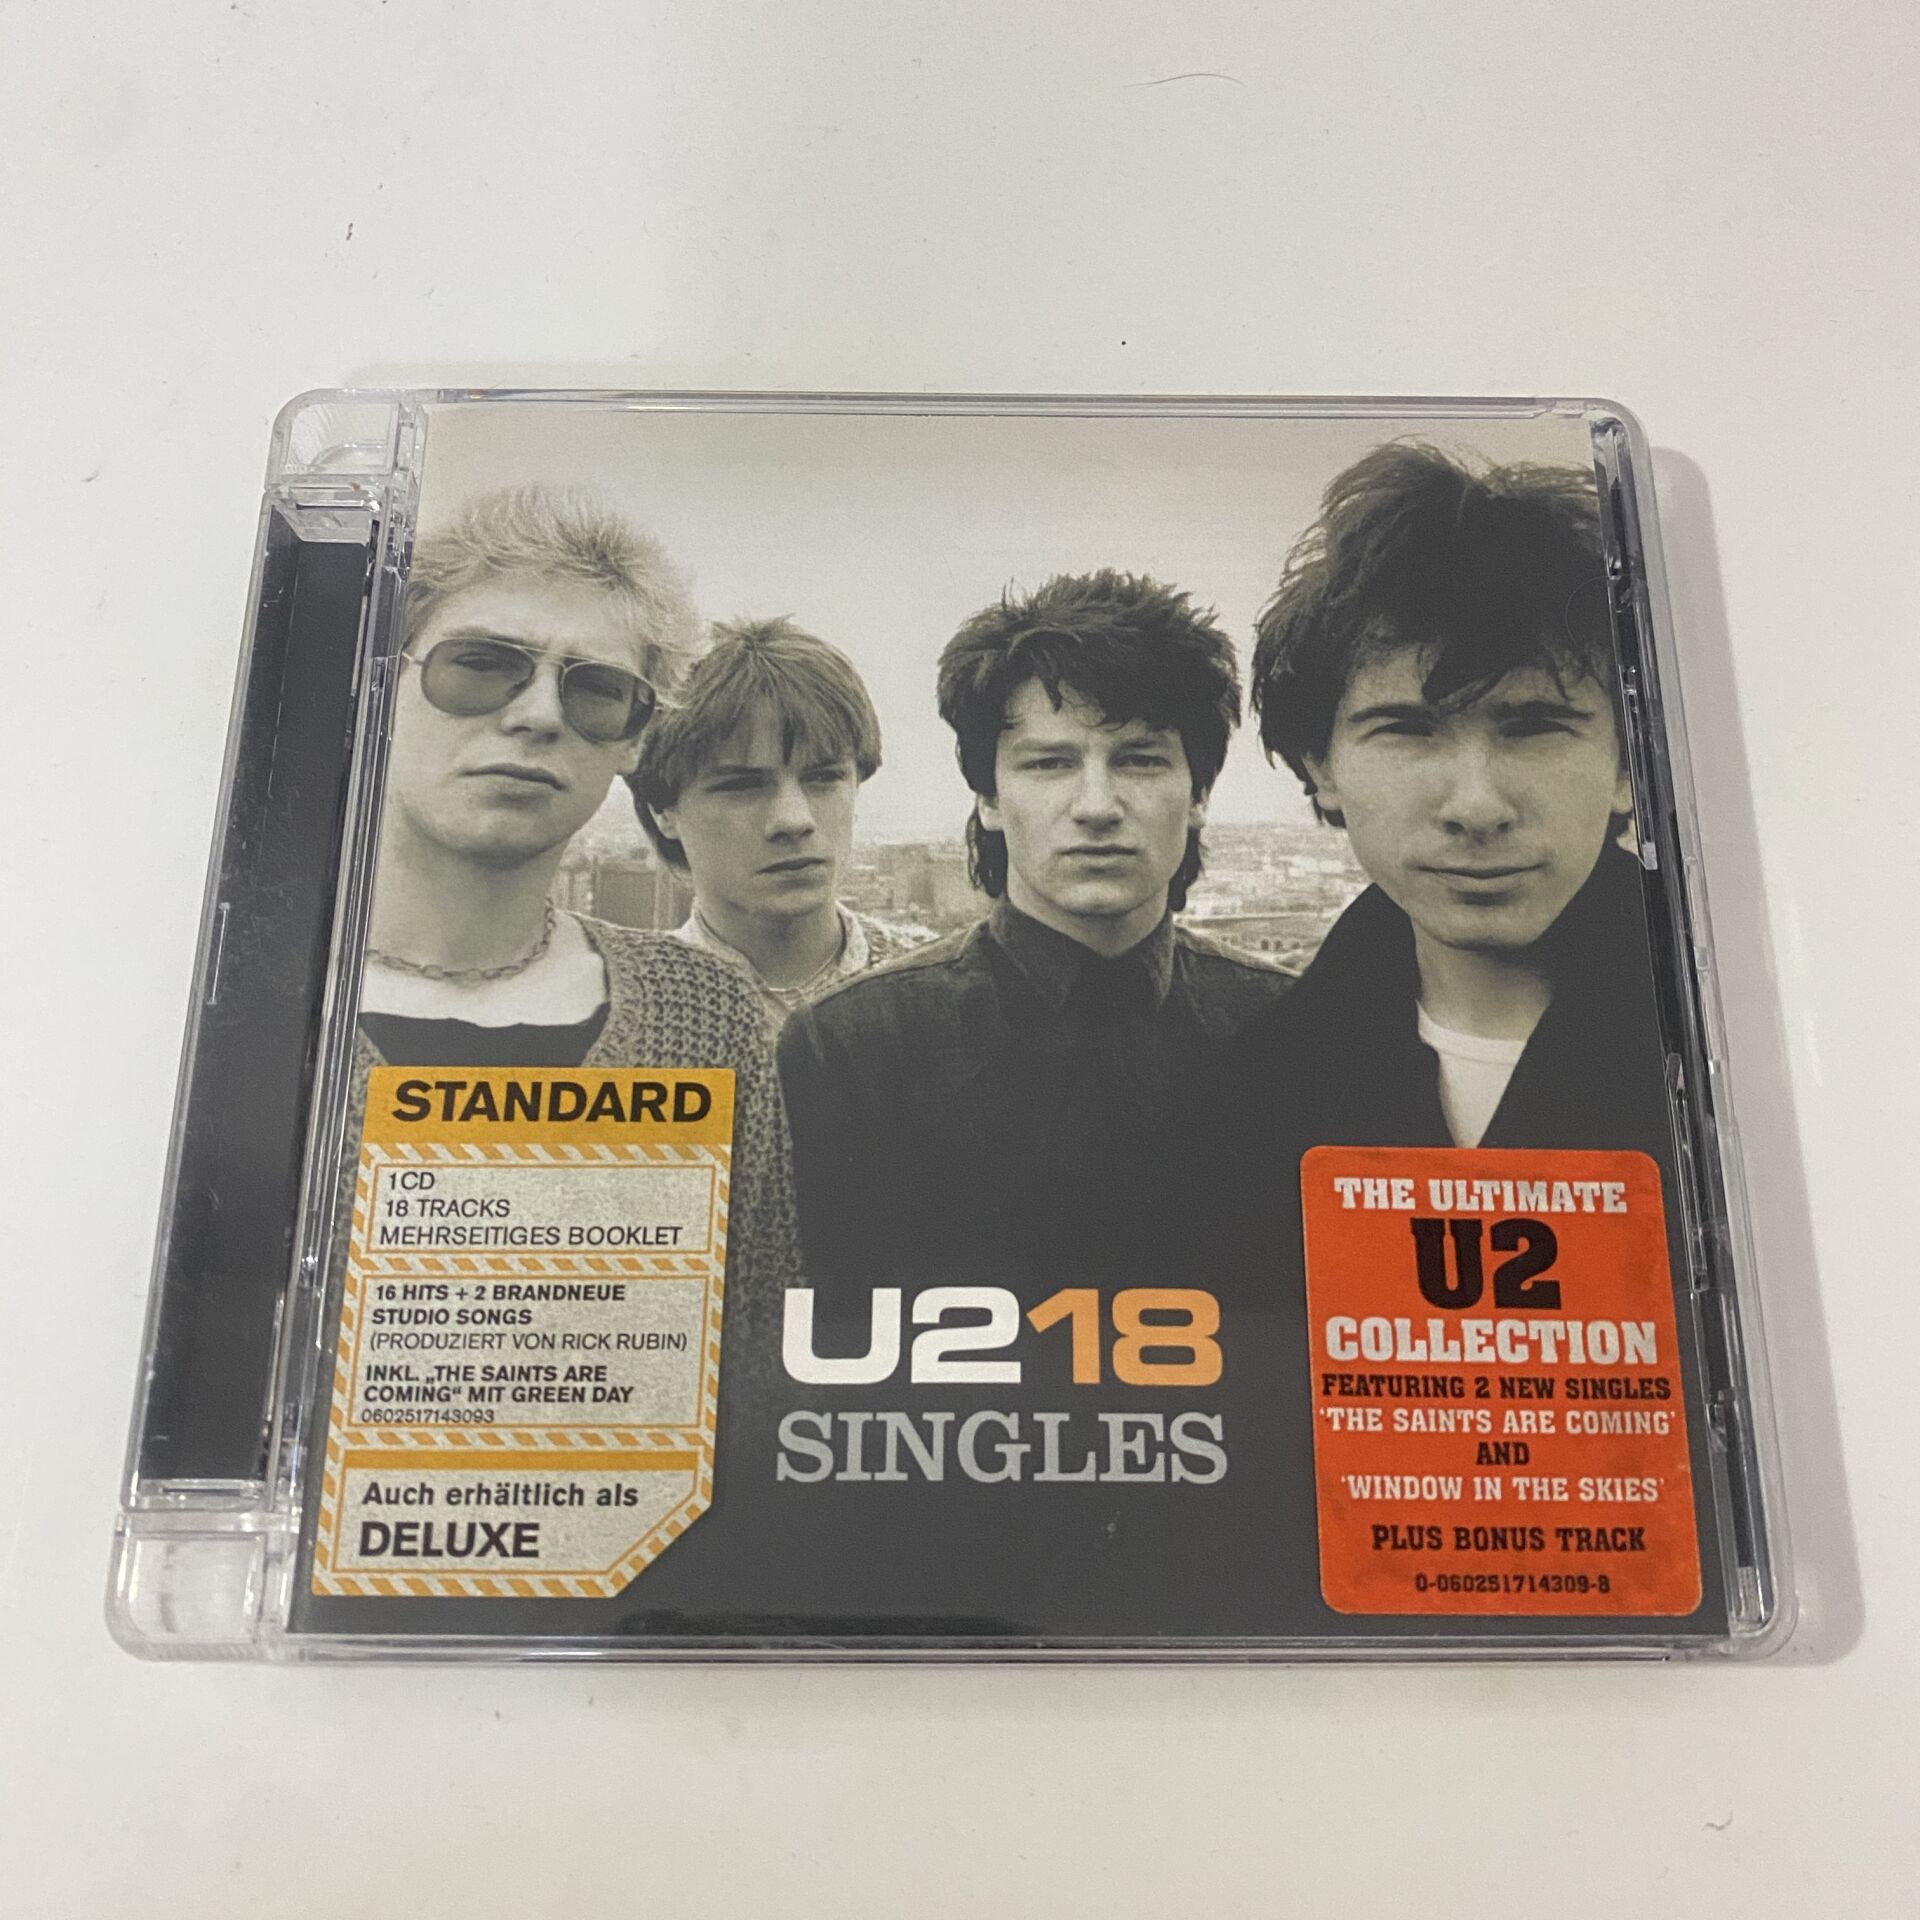 STANDARD
1CD
18 TRACKS
MEHRSEITIGES BOOKLET
16 HITS + 2 BRANDNEUE
STUDIO SONGS
(PRODUZIERT VON RICK RUBIN)
INKL. „THE SAINTS ARE
COMING“ MIT GREEN DAY
0602517143093
Auch erhältlich als
DELUXE
U218
SINGLES
THE ULTIMATE
U2
COLLECTION
FEATURING 2 NEW SINGLES
'THE SAINTS ARE COMING'
AND
'WINDOW IN THE SKIES'
PLUS BONUS TRACK
0-060251714309-8